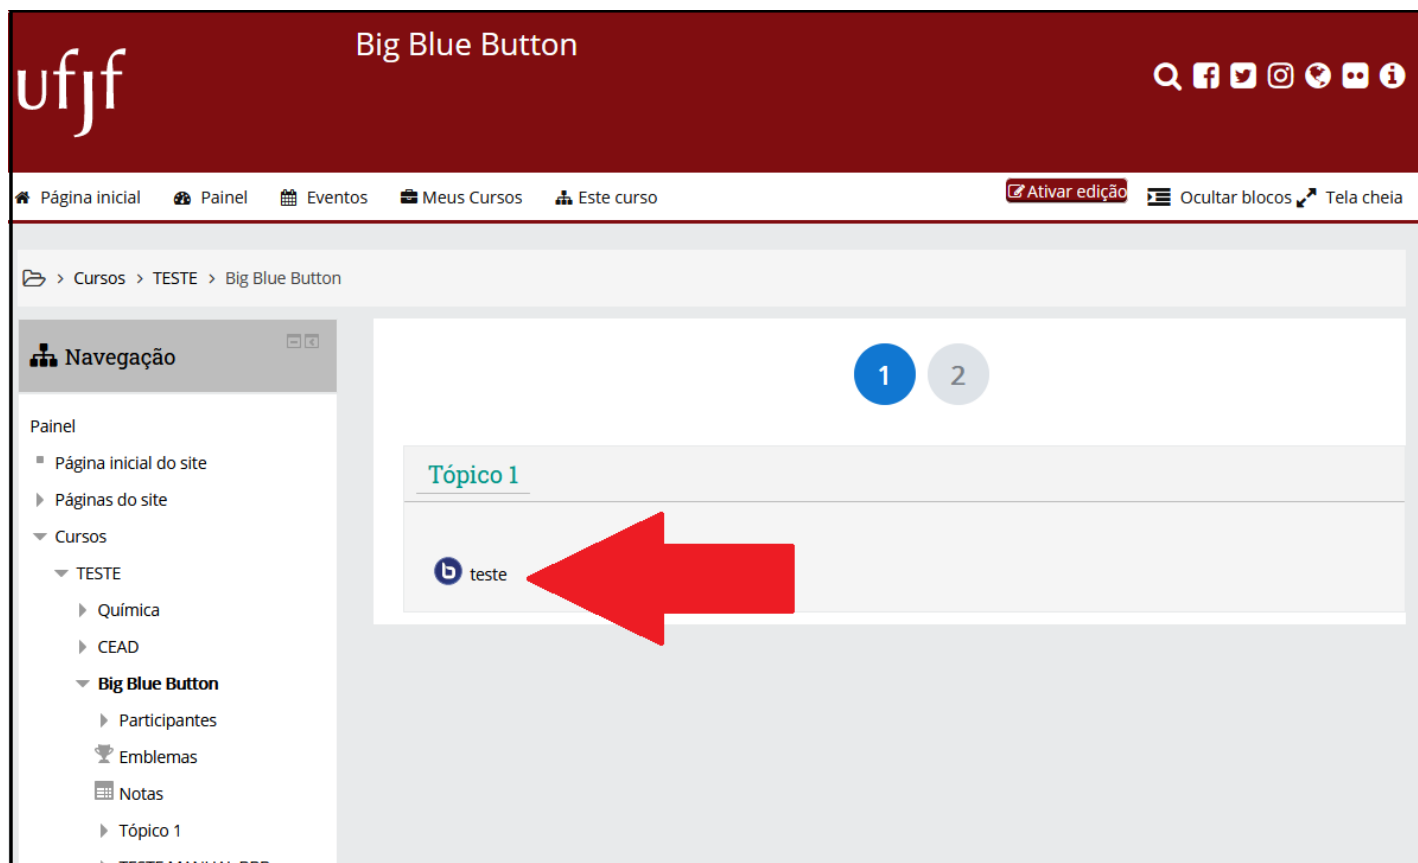 ufjf
Big Blue Button
Página inicial Painel Eventos Meus Cursos Este curso Ativar edição Ocultar blocos Tela cheia
> Cursos > TESTE > Big Blue Button
Navegação
Painel
Página inicial do site
Páginas do site
Cursos
TESTE
Química
CEAD
Big Blue Button
Participantes
Emblemas
Notas
Tópico 1
1 2
Tópico 1
b teste